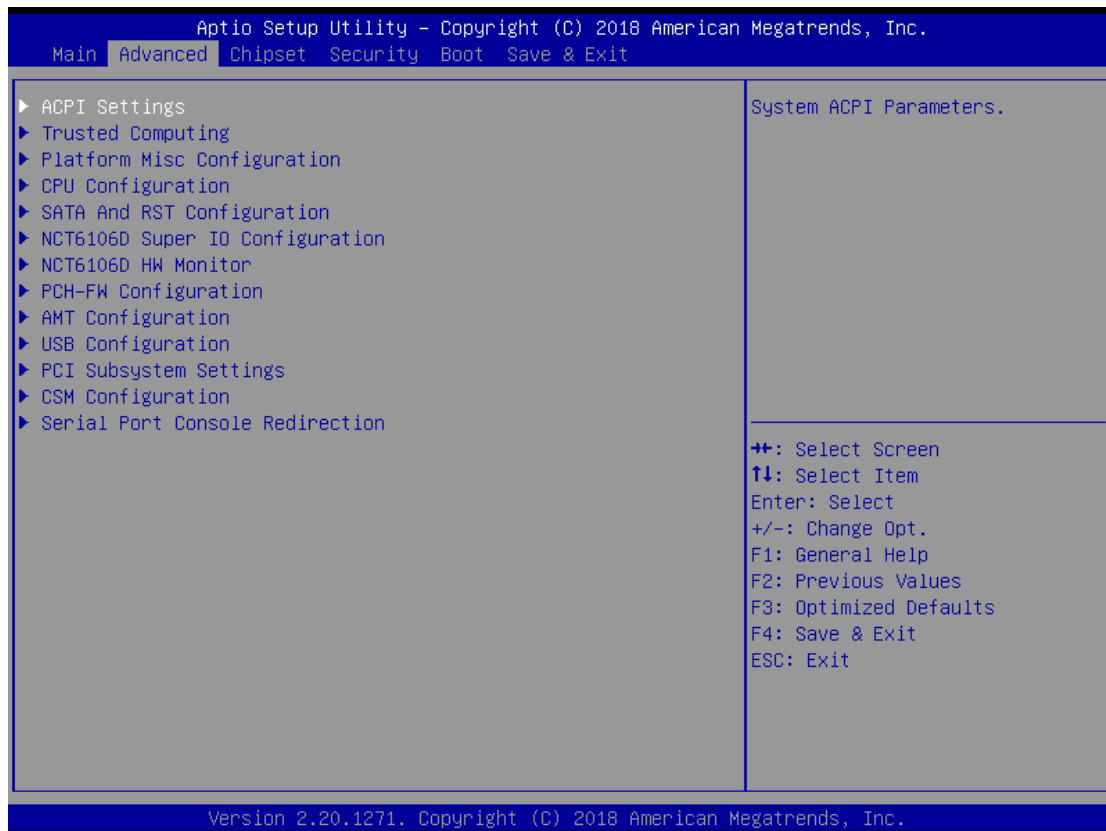 Aptio Setup Utility – Copyright (C) 2018 American Megatrends, Inc.
Main Advanced Chipset Security Boot Save & Exit
ACPI Settings
Trusted Computing
Platform Misc Configuration
CPU Configuration
SATA And RST Configuration
NCT6106D Super IO Configuration
NCT6106D HW Monitor
PCH-FW Configuration
AMT Configuration
USB Configuration
PCI Subsystem Settings
CSM Configuration
Serial Port Console Redirection
System ACPI Parameters.
→←: Select Screen
↑↓: Select Item
Enter: Select
+/-: Change Opt.
F1: General Help
F2: Previous Values
F3: Optimized Defaults
F4: Save & Exit
ESC: Exit
Version 2.20.1271. Copyright (C) 2018 American Megatrends, Inc.